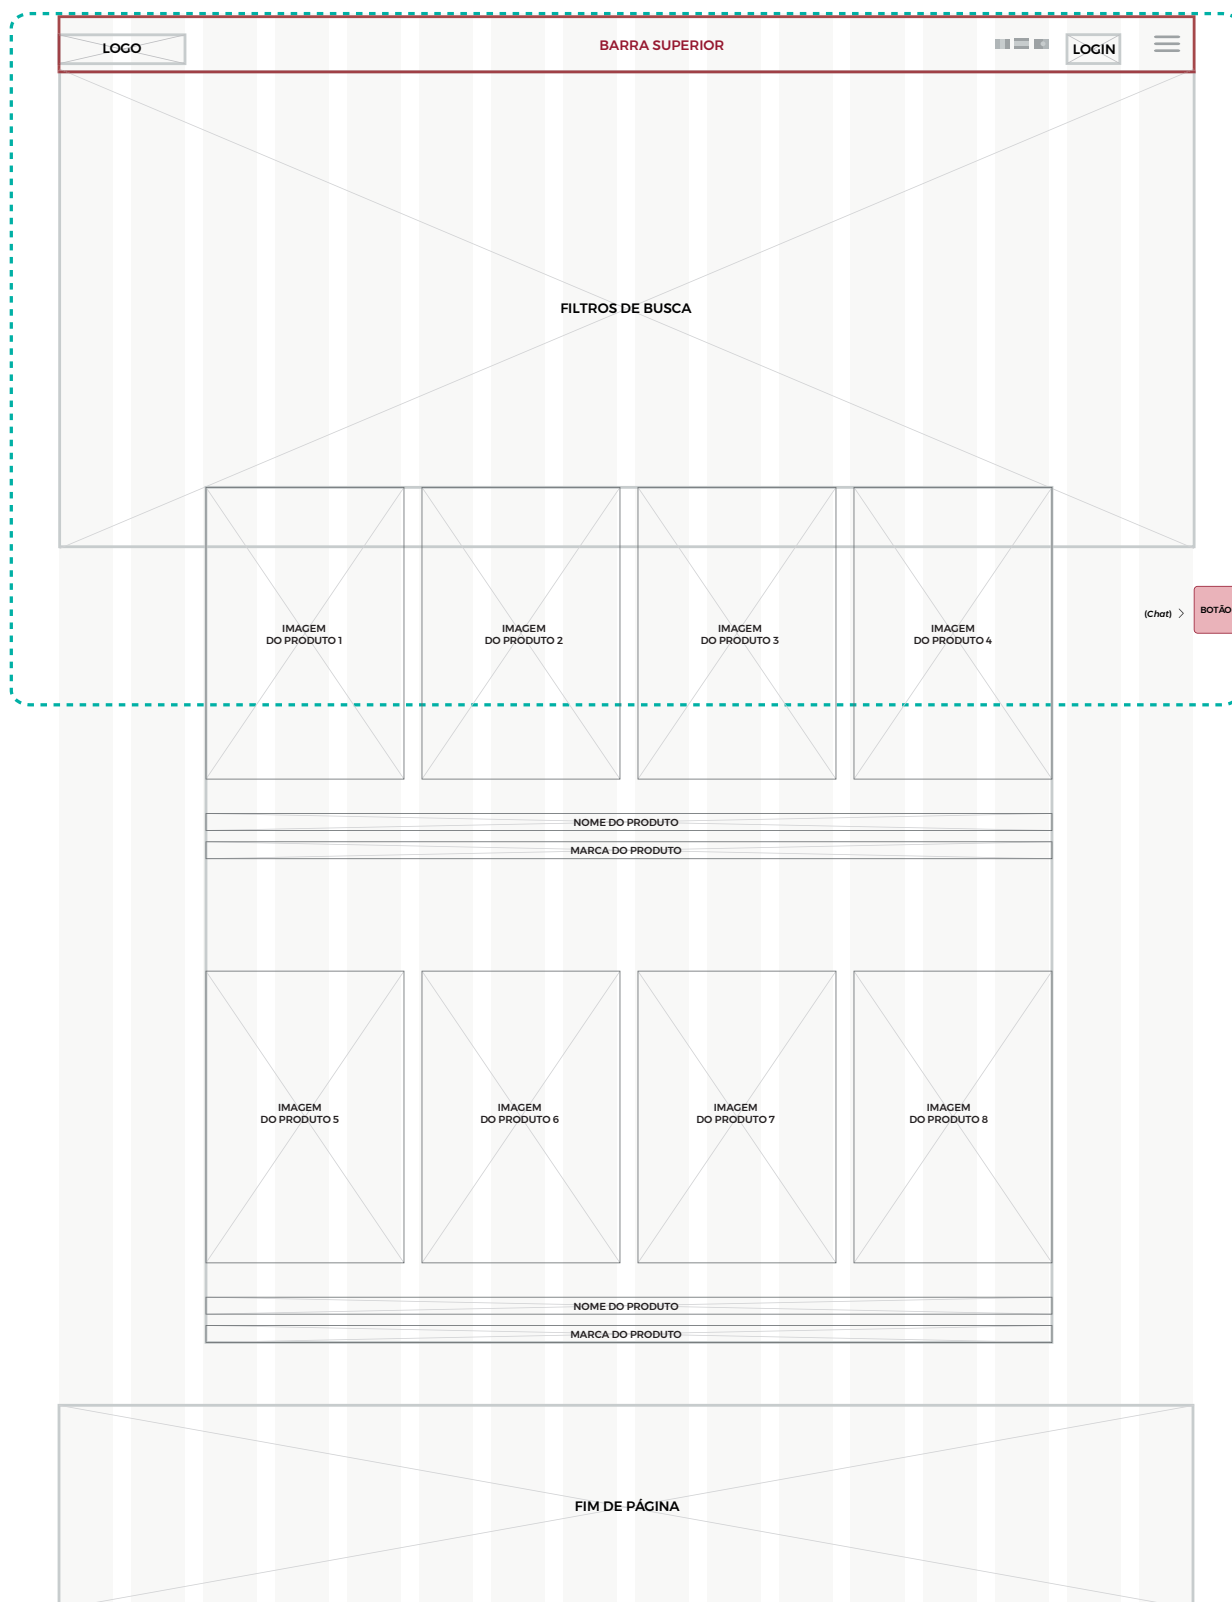 LOGO
BARRA SUPERIOR
LOGIN
FILTROS DE BUSCA
(Chat)
BOTÃO
IMAGEM
DO PRODUTO 1
IMAGEM
DO PRODUTO 2
IMAGEM
DO PRODUTO 3
IMAGEM
DO PRODUTO 4
NOME DO PRODUTO
MARCA DO PRODUTO
IMAGEM
DO PRODUTO 5
IMAGEM
DO PRODUTO 6
IMAGEM
DO PRODUTO 7
IMAGEM
DO PRODUTO 8
NOME DO PRODUTO
MARCA DO PRODUTO
FIM DE PÁGINA